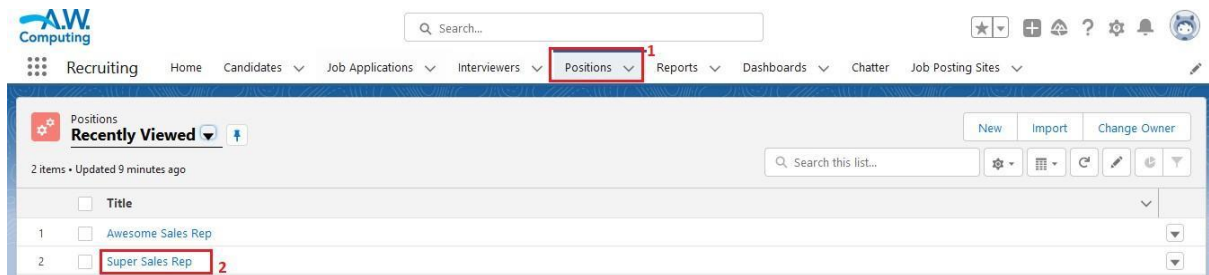 A.W.
Computing
Search...
1
Recruiting Home Candidates Job Applications Interviewers Positions Reports Dashboards Chatter Job Posting Sites
Positions
Recently Viewed
New Import Change Owner
2 items • Updated 9 minutes ago
Search this list...
Title
1 Awesome Sales Rep
2 Super Sales Rep 2